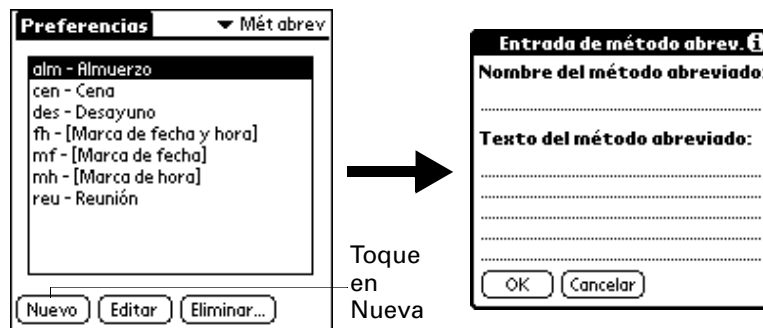 Preferencias Mét abrev
alm - Almuerzo
cen - Cena
des - Desayuno
fh - [Marca de fecha y hora]
mf - [Marca de fecha]
mh - [Marca de hora]
reu - Reunión
Nuevo Editar Eliminar...
Toque
en
Nueva
Entrada de método abrev. i
Nombre del método abreviado:
Texto del método abreviado:
OK Cancelar